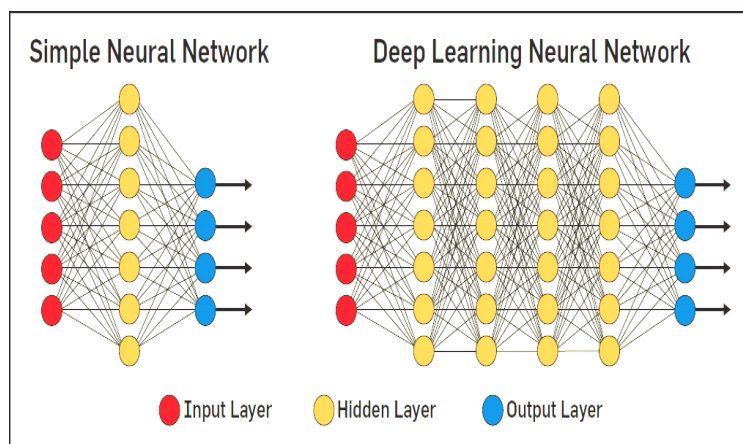 Simple Neural Network
Deep Learning Neural Network
Input Layer
Hidden Layer
Output Layer